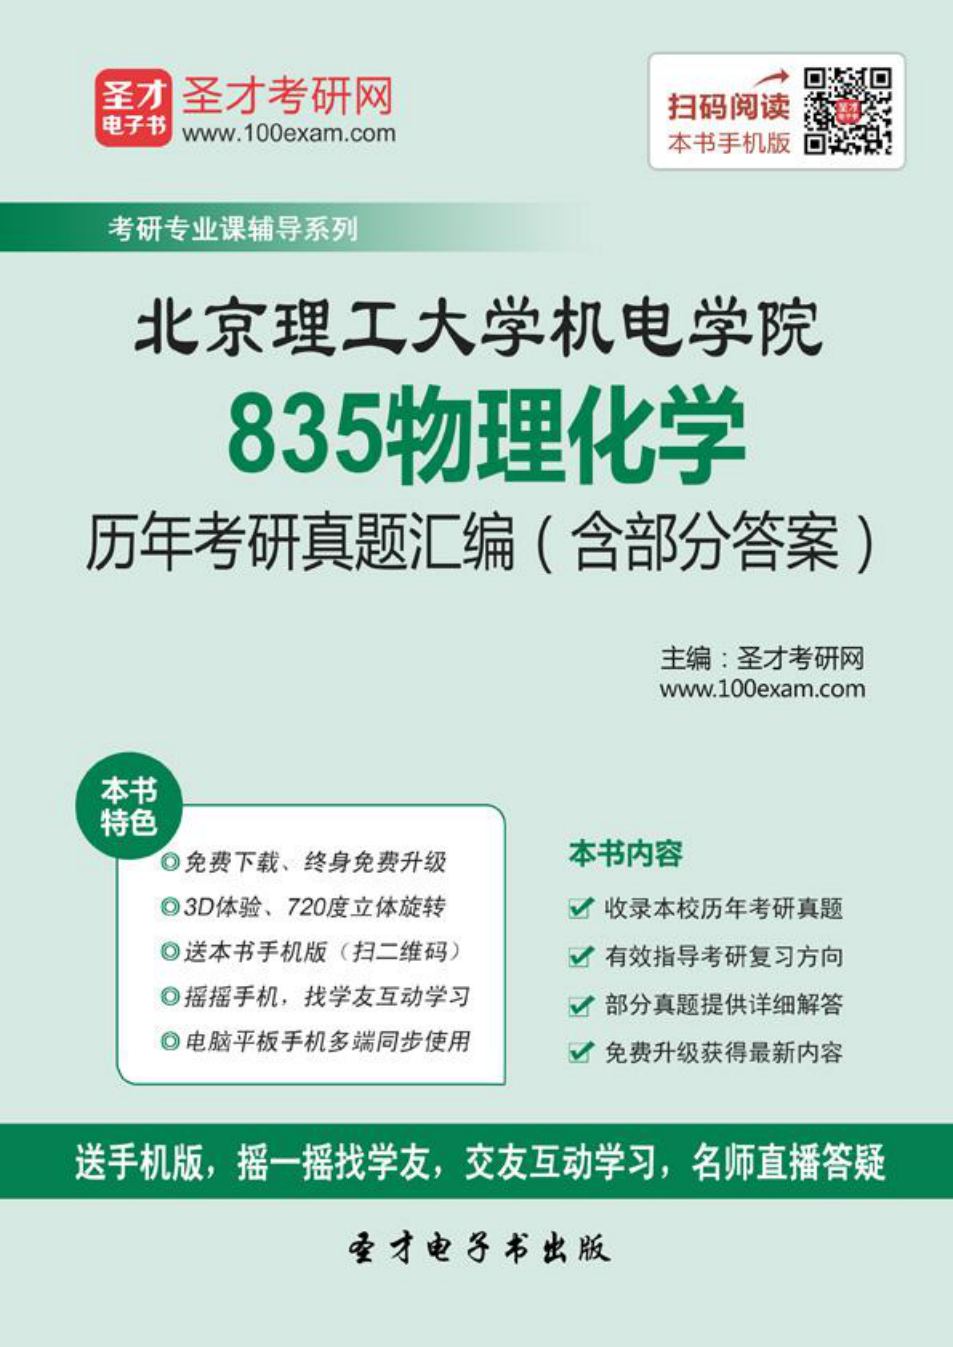 圣才
电子书
圣才考研网
www.100exam.com
扫码阅读
本书手机版
圣才
电子书
考研专业课辅导系列
北京理工大学机电学院
835物理化学
历年考研真题汇编（含部分答案）
主编：圣才考研网
www.100exam.com
本书
特色
◎免费下载、终身免费升级
◎3D体验、720度立体旋转
◎送本书手机版（扫二维码）
◎摇摇手机，找学友互动学习
◎电脑平板手机多端同步使用
本书内容
收录本校历年考研真题
有效指导考研复习方向
部分真题提供详细解答
免费升级获得最新内容
送手机版，摇一摇找学友，交友互动学习，名师直播答疑
圣才电子书出版